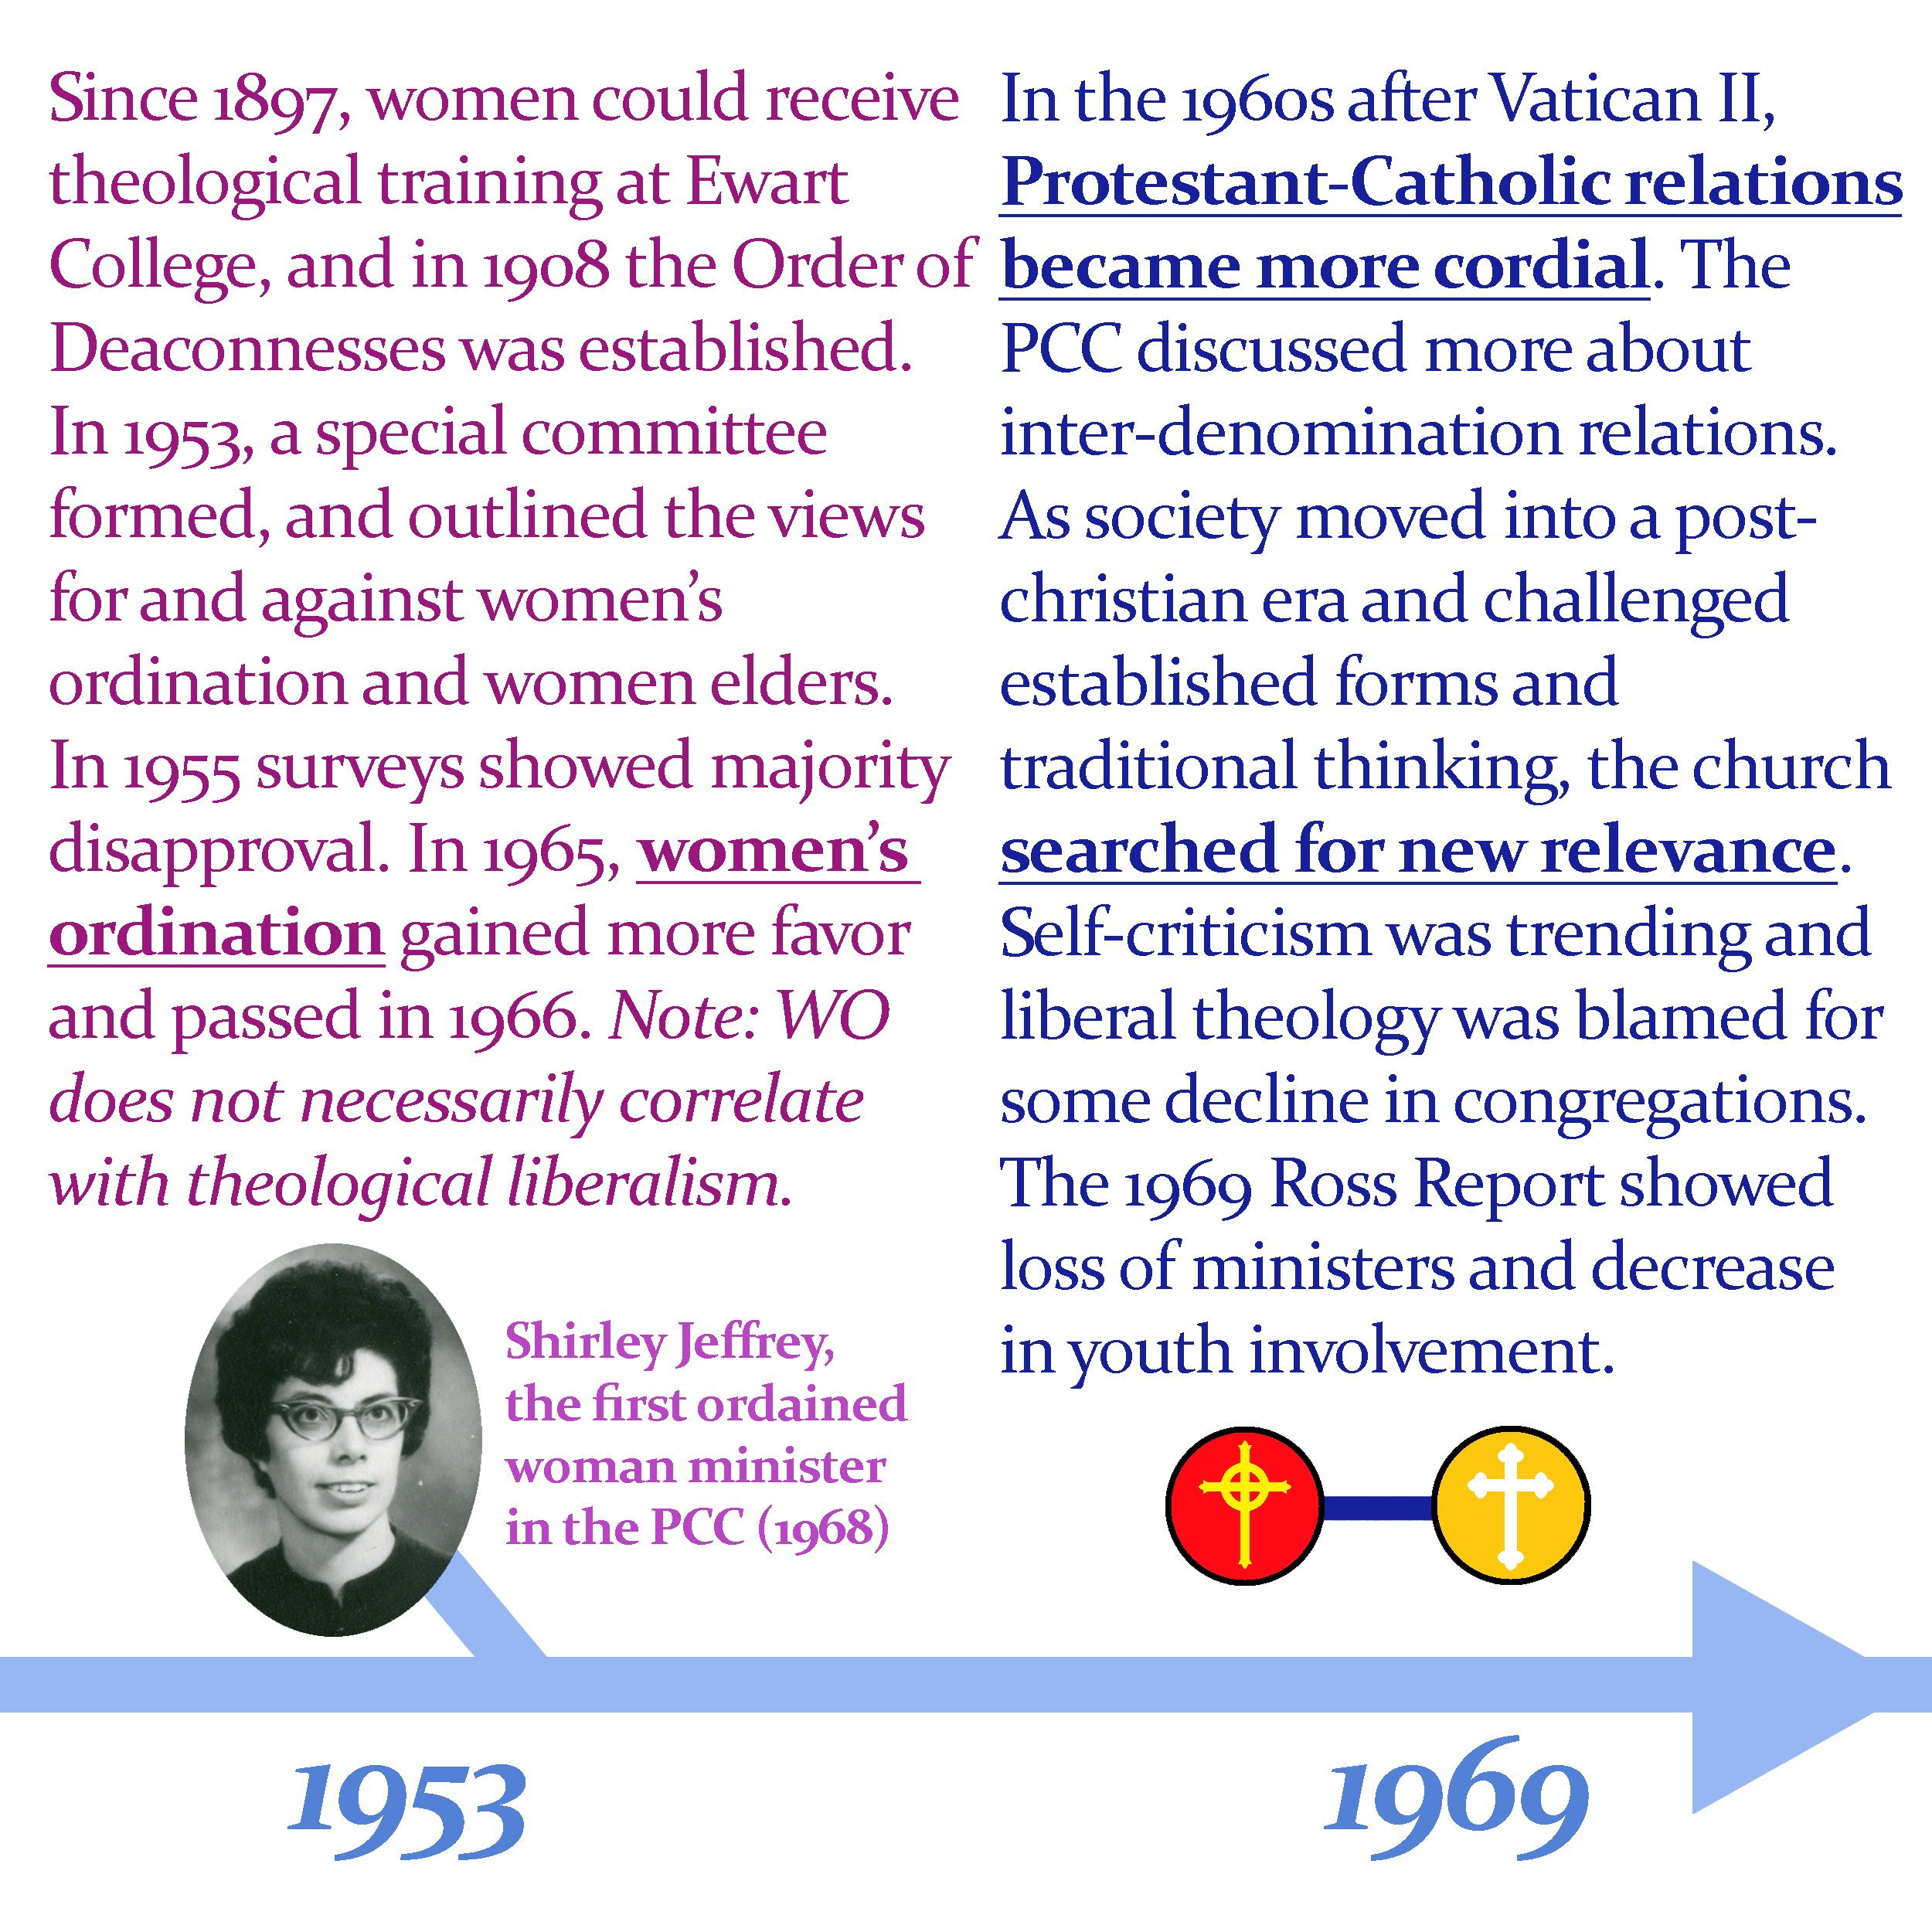 Since 1897, women could receive
theological training at Ewart
College, and in 1908 the Order of
Deaconnesses was established.
In 1953, a special committee
formed, and outlined the views
for and against women’s
ordination and women elders.
In 1955 surveys showed majority
disapproval. In 1965, women’s
ordination gained more favor
and passed in 1966. Note: WO
does not necessarily correlate
with theological liberalism.
Shirley Jeffrey,
the first ordained
woman minister
in the PCC (1968)
In the 1960s after Vatican II,
Protestant-Catholic relations
became more cordial. The
PCC discussed more about
inter-denomination relations.
As society moved into a post-
christian era and challenged
established forms and
traditional thinking, the church
searched for new relevance.
Self-criticism was trending and
liberal theology was blamed for
some decline in congregations.
The 1969 Ross Report showed
loss of ministers and decrease
in youth involvement.
1953
1969